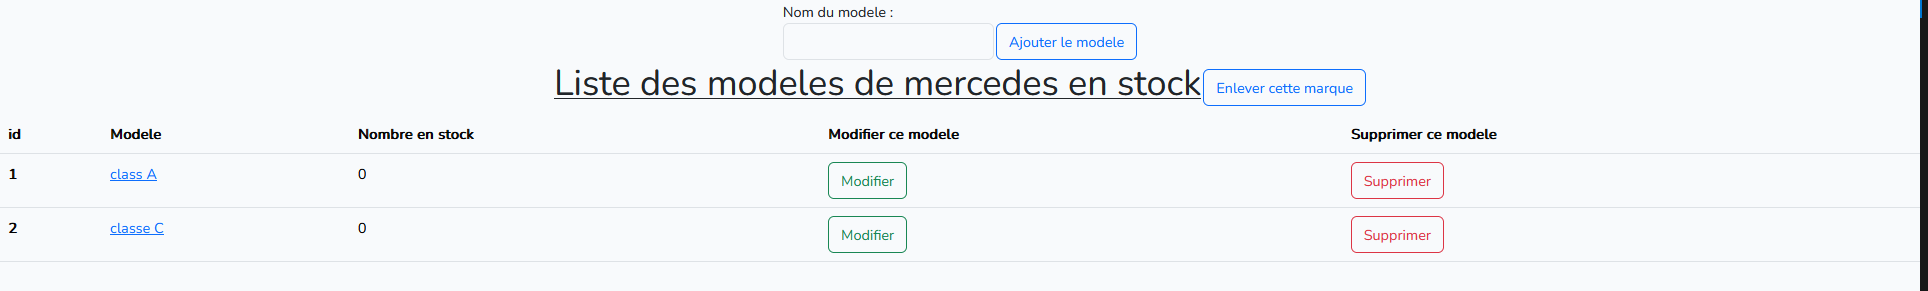 Nom du modele :
Ajouter le modele
Liste des modeles de mercedes en stock Enlever cette marque
id Modele Nombre en stock Modifier ce modele Supprimer ce modele
1 class A 0 Modifier Supprimer
2 classe C 0 Modifier Supprimer